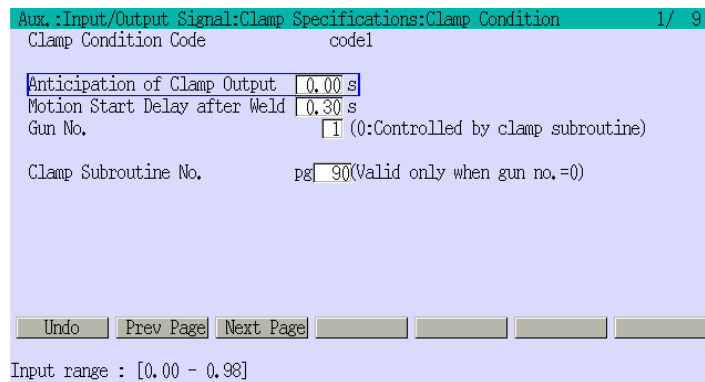 Aux.:Input/Output Signal:Clamp Specifications:Clamp Condition 1/ 9
Clamp Condition Code code1
Anticipation of Clamp Output 0.00 s
Motion Start Delay after Weld 0.30 s
Gun No. 1 (0:Controlled by clamp subroutine)
Clamp Subroutine No. pg 90(Valid only when gun no.=0)
Undo Prev Page Next Page
Input range : [0.00 - 0.98]